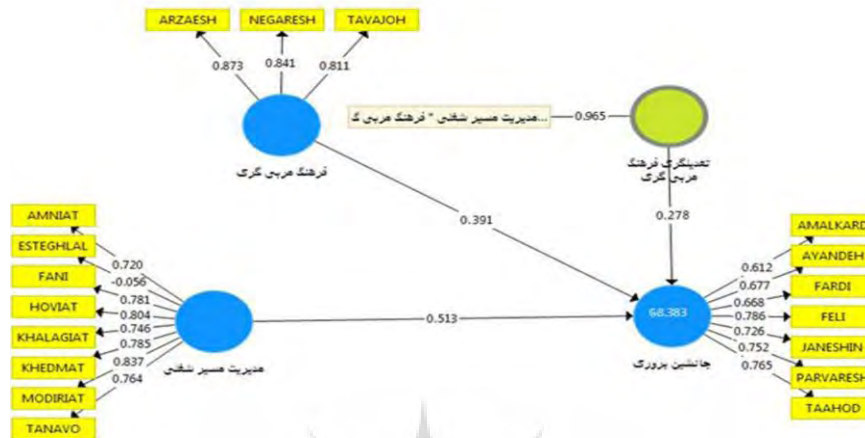 ARZAESH
NEGARESH
TAVAJOH
0.873
0.841
0.811
مدیریت مسیر شغلی * فرهنگ مربی گ...
0.965
فرهنگ مربی گری
تعدیلگری فرهنگ
مربی گری
0.391
0.278
AMNIAT
ESTEGHLAL
FANI
HOVIAT
KHALAGIAT
KHEDMAT
MODIRIAT
TANAVO
0.720
-0.056
0.781
0.804
0.746
0.785
0.837
0.764
مدیریت مسیر شغلی
0.513
68.383
جانشین پروری
0.612
0.677
0.668
0.786
0.726
0.752
0.765
AMALKARD
AYANDEH
FARDI
FELI
JANESHIN
PARVARESH
TAAHOD